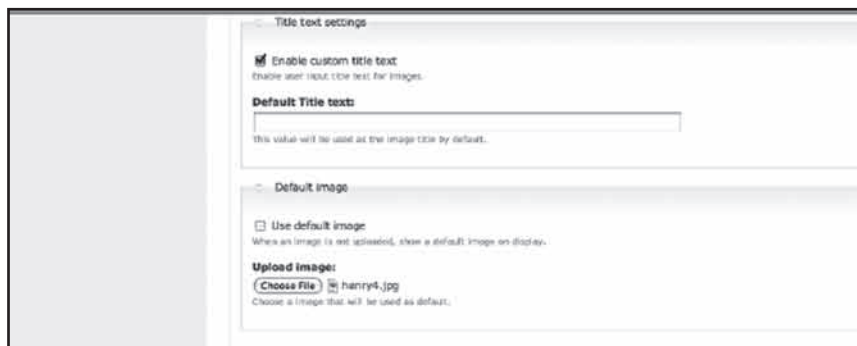 Title text settings
Enable custom title text
Enable user input title text for images.
Default Title text:
This value will be used as the image title by default.
Default image
Use default image
When an image is not uploaded, show a default image on display.
Upload image:
Choose File henry4.jpg
Choose a image that will be used as default.